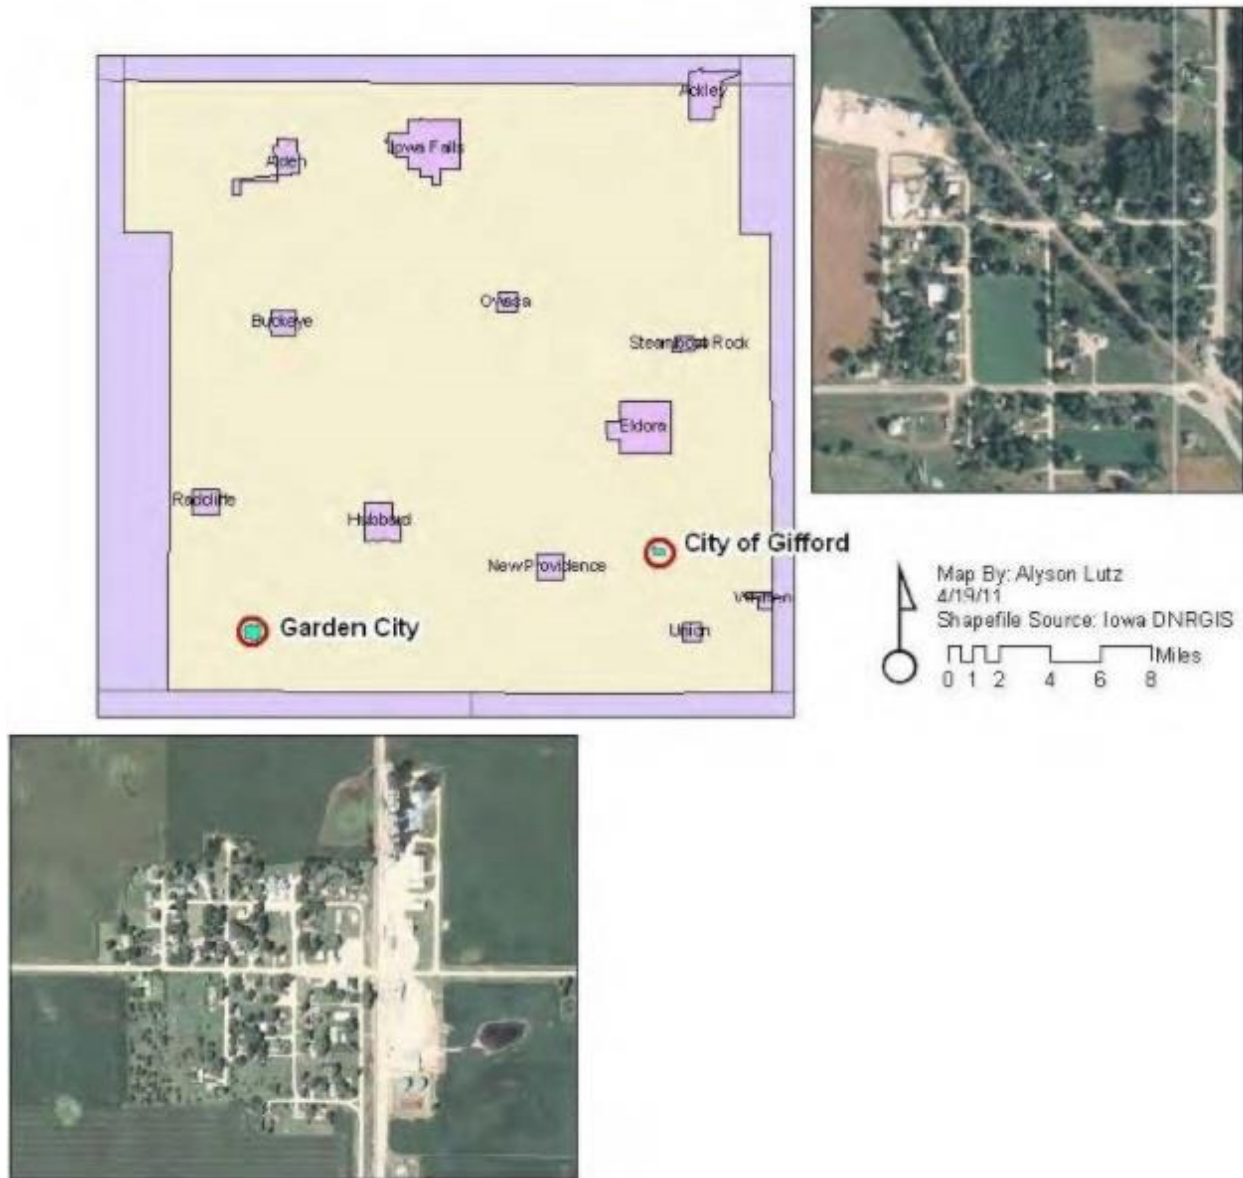 Ackley
Iowa Falls
Alden
Owasa
Buckeye
Steamboat Rock
Eldora
Radcliffe
Hubbard
City of Gifford
New Providence
Garden City
Union
Map By: Alyson Lutz
4/19/11
Shapefile Source: Iowa DNRGIS
Miles
0 1 2 4 6 8